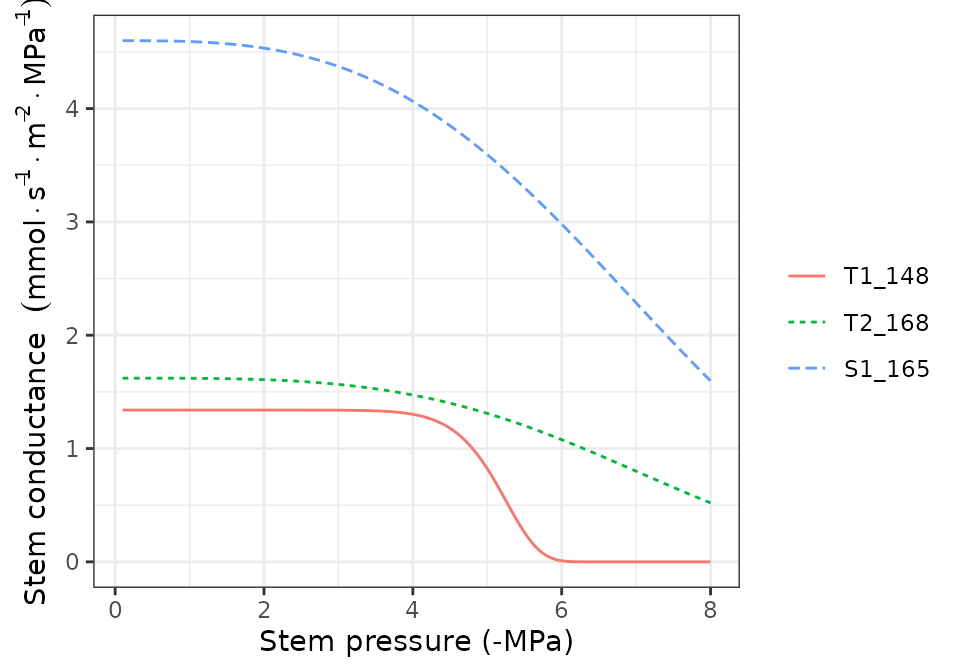 Stem conductance (mmol · s⁻¹ · m⁻² · MPa⁻¹)
4
3
2
1
0
0 2 4 6 8
Stem pressure (-MPa)
T1_148
T2_168
S1_165